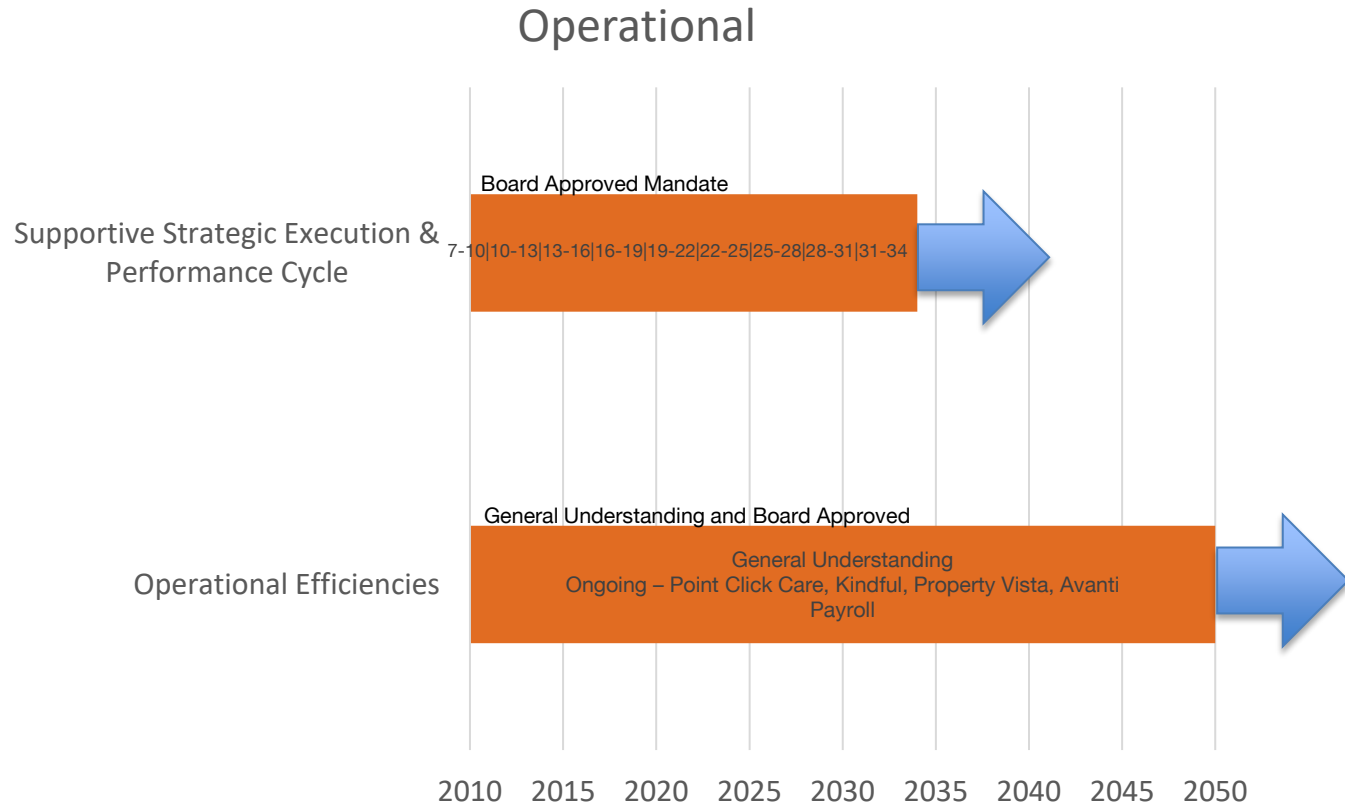 Operational
Board Approved Mandate
Supportive Strategic Execution &
Performance Cycle
7-10|10-13|13-16|16-19|19-22|22-25|25-28|28-31|31-34
General Understanding and Board Approved
Operational Efficiencies
General Understanding
Ongoing – Point Click Care, Kindful, Property Vista, Avanti
Payroll
2010 2015 2020 2025 2030 2035 2040 2045 2050